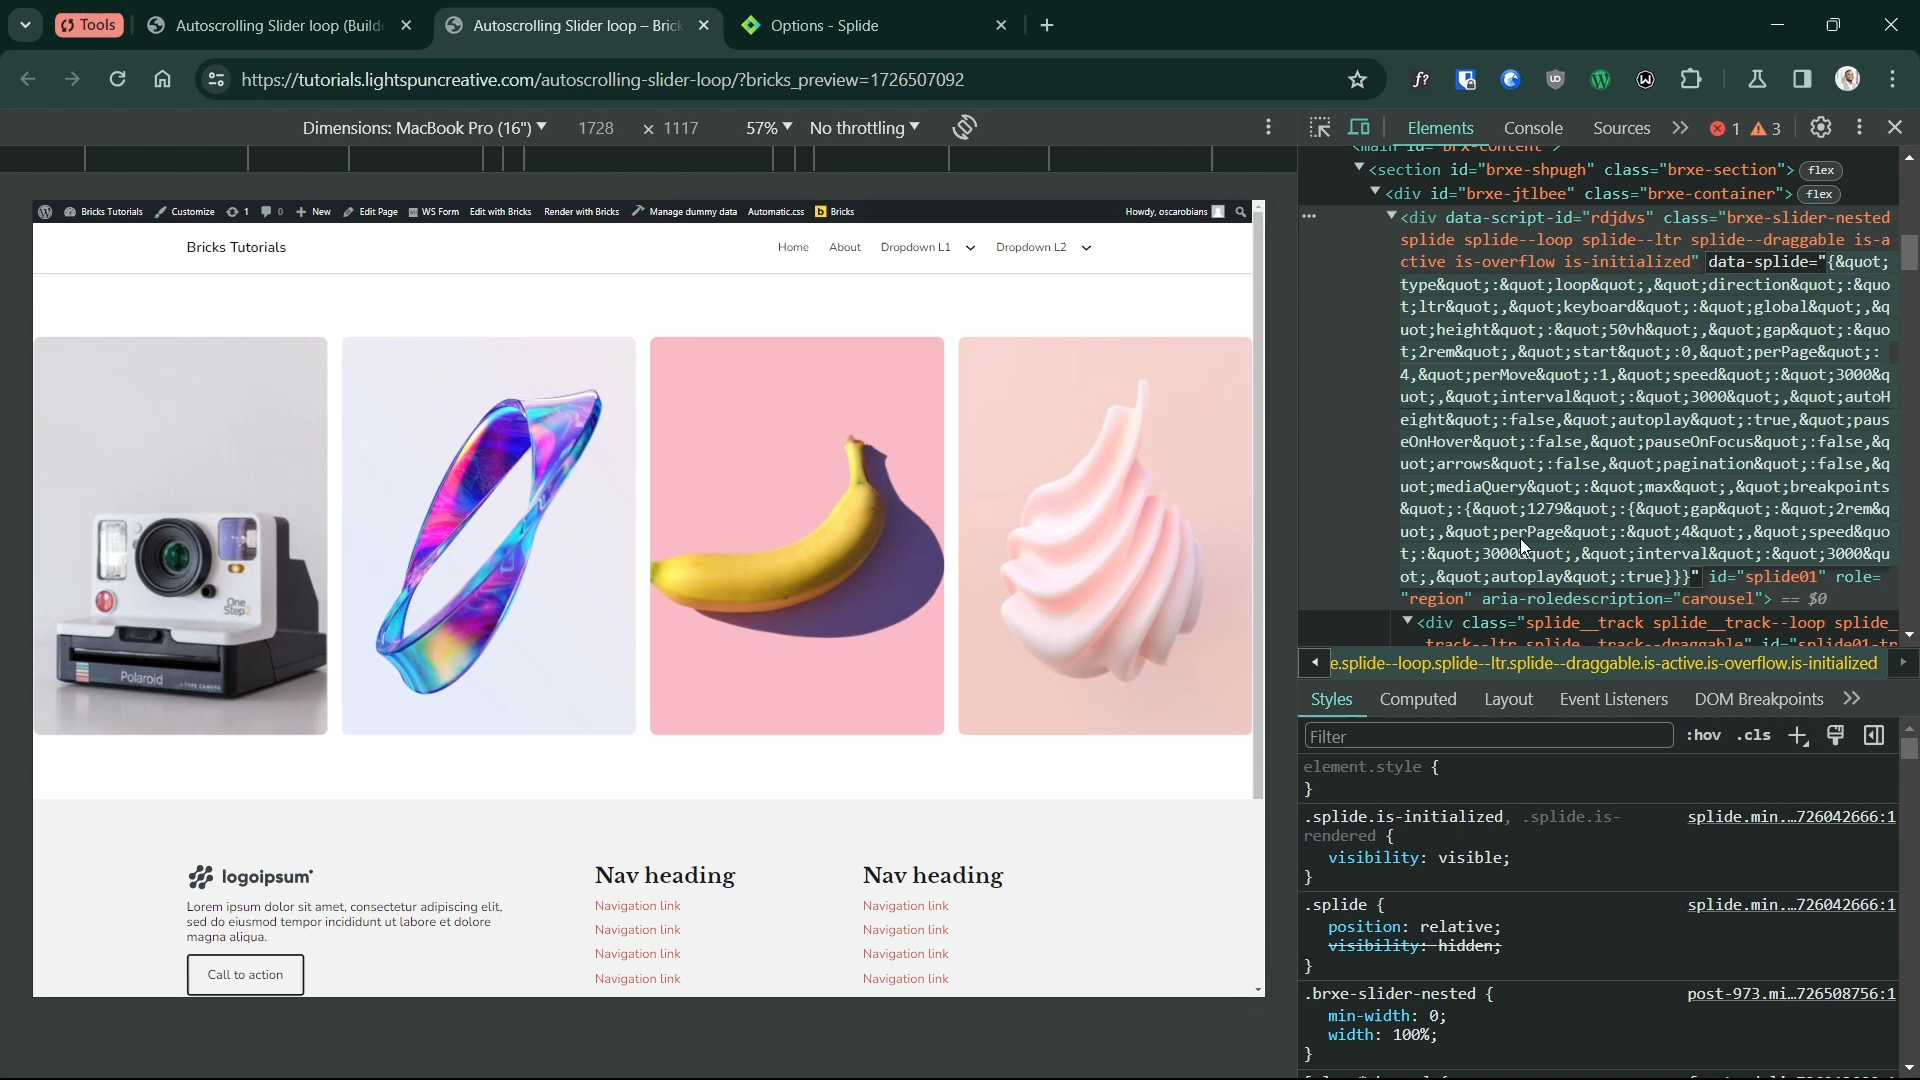 Tools
Autoscrolling Slider loop (Builde
Autoscrolling Slider loop – Brick
Options - Splide
https://tutorials.lightspuncreative.com/autoscrolling-slider-loop/?bricks_preview=1726507092
Dimensions: MacBook Pro (16")
1728 × 1117
57%
No throttling
Elements
Console
Sources
1
3
Bricks Tutorials
Customize
1
0
New
Edit Page
WS Form
Edit with Bricks
Render with Bricks
Manage dummy data
Automatic.css
Bricks
Howdy, oscarobians
Bricks Tutorials
Home
About
Dropdown L1
Dropdown L2
One
Step2
Polaroid
logoipsum
Lorem ipsum dolor sit amet, consectetur adipiscing elit,
sed do eiusmod tempor incididunt ut labore et dolore
magna aliqua.
Call to action
Nav heading
Navigation link
Navigation link
Navigation link
Navigation link
Nav heading
Navigation link
Navigation link
Navigation link
Navigation link
<main id="brx-content">
<section id="brxe-shpugh" class="brxe-section"> flex
<div id="brxe-jtlbee" class="brxe-container"> flex
<div data-script-id="rdjdvs" class="brxe-slider-nested
splide splide--loop splide--ltr splide--draggable is-a
ctive is-overflow is-initialized" data-splide="{&quot;
type&quot;:&quot;loop&quot;,&quot;direction&quot;:&quo
t;ltr&quot;,&quot;keyboard&quot;:&quot;global&quot;,&q
uot;height&quot;:&quot;50vh&quot;,&quot;gap&quot;:&quo
t;2rem&quot;,&quot;start&quot;:0,&quot;perPage&quot;:
4,&quot;perMove&quot;:1,&quot;speed&quot;:&quot;3000&q
uot;,&quot;interval&quot;:&quot;3000&quot;,&quot;autoH
eight&quot;:false,&quot;autoplay&quot;:true,&quot;paus
eOnHover&quot;:false,&quot;pauseOnFocus&quot;:false,&q
uot;arrows&quot;:false,&quot;pagination&quot;:false,&q
uot;mediaQuery&quot;:&quot;max&quot;,&quot;breakpoints
&quot;:{&quot;1279&quot;:{&quot;gap&quot;:&quot;2rem&q
uot;,&quot;perPage&quot;:&quot;4&quot;,&quot;speed&quo
t;:&quot;3000&quot;,&quot;interval&quot;:&quot;3000&qu
ot;,&quot;autoplay&quot;:true}}}" id="splide01" role=
"region" aria-roledescription="carousel"> == $0
<div class="splide__track splide__track--loop splide_
_track--ltr splide__track--draggable" id="splide01-tr
e.splide--loop.splide--ltr.splide--draggable.is-active.is-overflow.is-initialized
Styles
Computed
Layout
Event Listeners
DOM Breakpoints
Filter
:hov
.cls
element.style {
}
.splide.is-initialized, .splide.is- splide.min…726042666:1
rendered {
visibility: visible;
}
.splide { splide.min…726042666:1
position: relative;
visibility: hidden;
}
.brxe-slider-nested { post-973.mi…726508756:1
min-width: 0;
width: 100%;
}